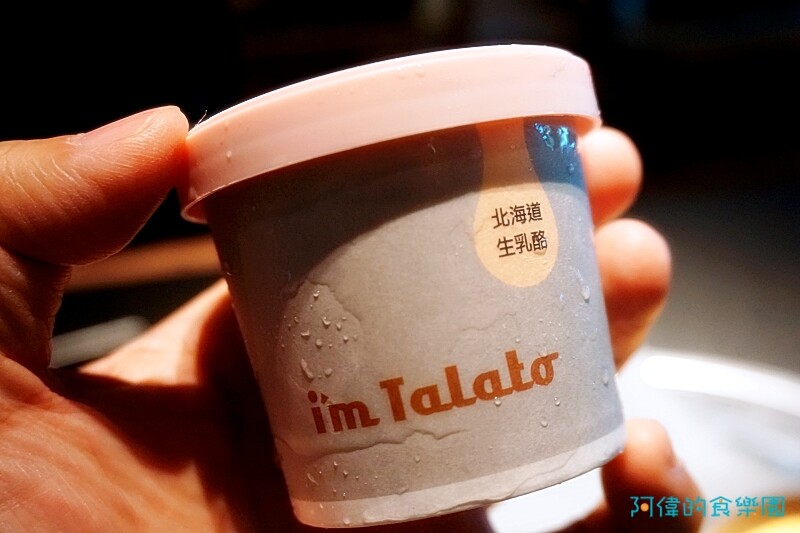 北海道
生乳酪
i'm Talato
阿偉的食樂園